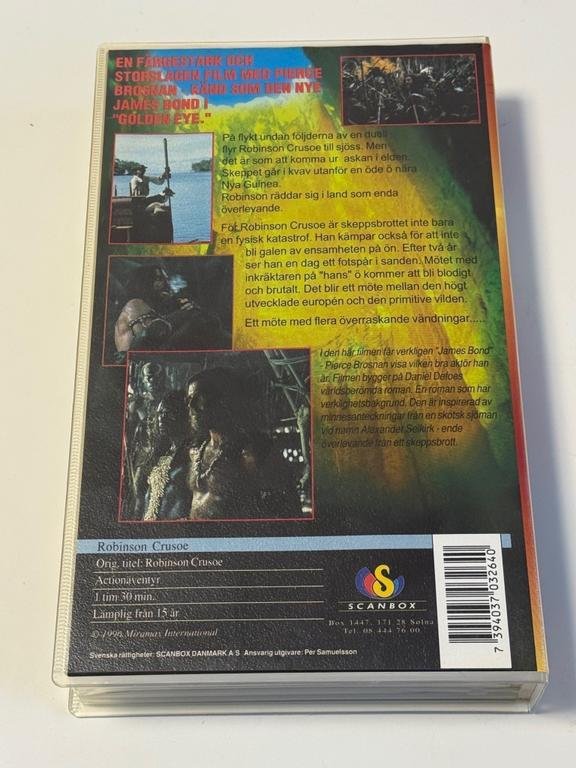 EN FÄRGESTARK OCH
STORSLAGEN FILM MED PIERCE
BROSNAN - KÄND SOM DEN NYE
JAMES BOND I
"GOLDEN EYE."
På flykt undan följderna av en duell
flyr Robinson Crusoe till sjöss. Men
det är som att komma ur askan i elden.
Skeppet går i kvav utanför en öde ö nära
Nya Guinea.
Robinson räddar sig i land som enda
överlevande.
För Robinson Crusoe är skeppsbrottet inte bara
en fysisk katastrof. Han kämpar också för att inte
bli galen av ensamheten på ön. Efter två år
ser han en dag ett fotspår i sanden. Mötet med
inkräktaren på "hans" ö kommer att bli blodigt
och brutalt. Det blir ett möte mellan den högt
utvecklade europén och den primitive vilden.
Ett möte med flera överraskande vändningar.....
I den här filmen får verkligen "James Bond"
- Pierce Brosnan visa vilken bra aktör han
är. Filmen bygger på Daniel Defoes
världsberömda roman. En roman som har
verklighetsbakgrund. Den är inspirerad av
minnesanteckningar från en skotsk sjöman
vid namn Alexander Selkirk - ende
överlevande från ett skeppsbrott.
Robinson Crusoe
Orig. titel: Robinson Crusoe
Actionäventyr
1 tim 30 min.
Lämplig från 15 år
© 1996 Miramax International
S
SCANBOX
Box 1447, 171 28 Solna
Tel. 08 444 76 00
7 394037 032640
Svenska rättigheter: SCANBOX DANMARK A S Ansvarig utgivare: Per Samuelsson